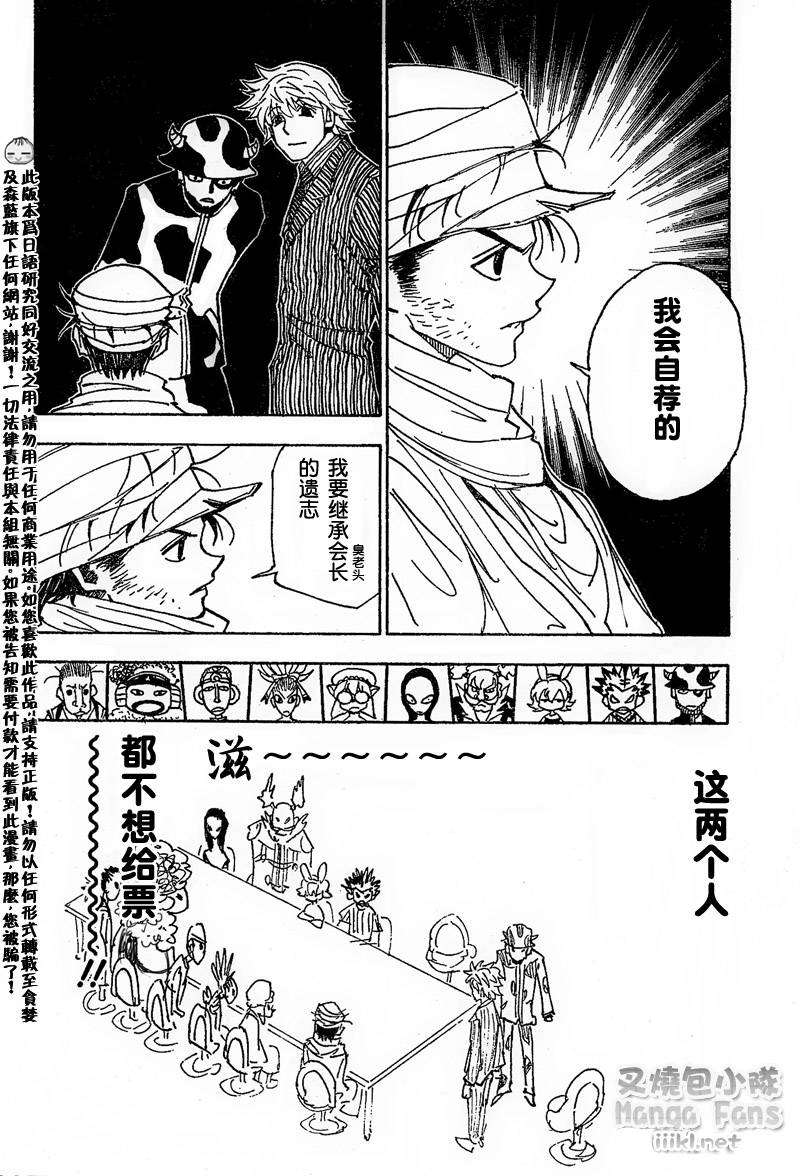 我会自荐的
我要继承会长
臭老头
的遗志
这两个人
滋～～～～～～
都不想给票
～～～～!!
此版本爲日語研究同好交流之用，請勿用于任何商業用途。如您喜歡此作品，請支持正版！請勿以任何形式轉載至貪婪
及森藍旗下任何網站，謝謝！一切法律責任與本組無關。如果您被告知需要付款才能看到此漫畫，那麽，您被騙了！
叉燒包小隊
Manga Fans
iiikl.net